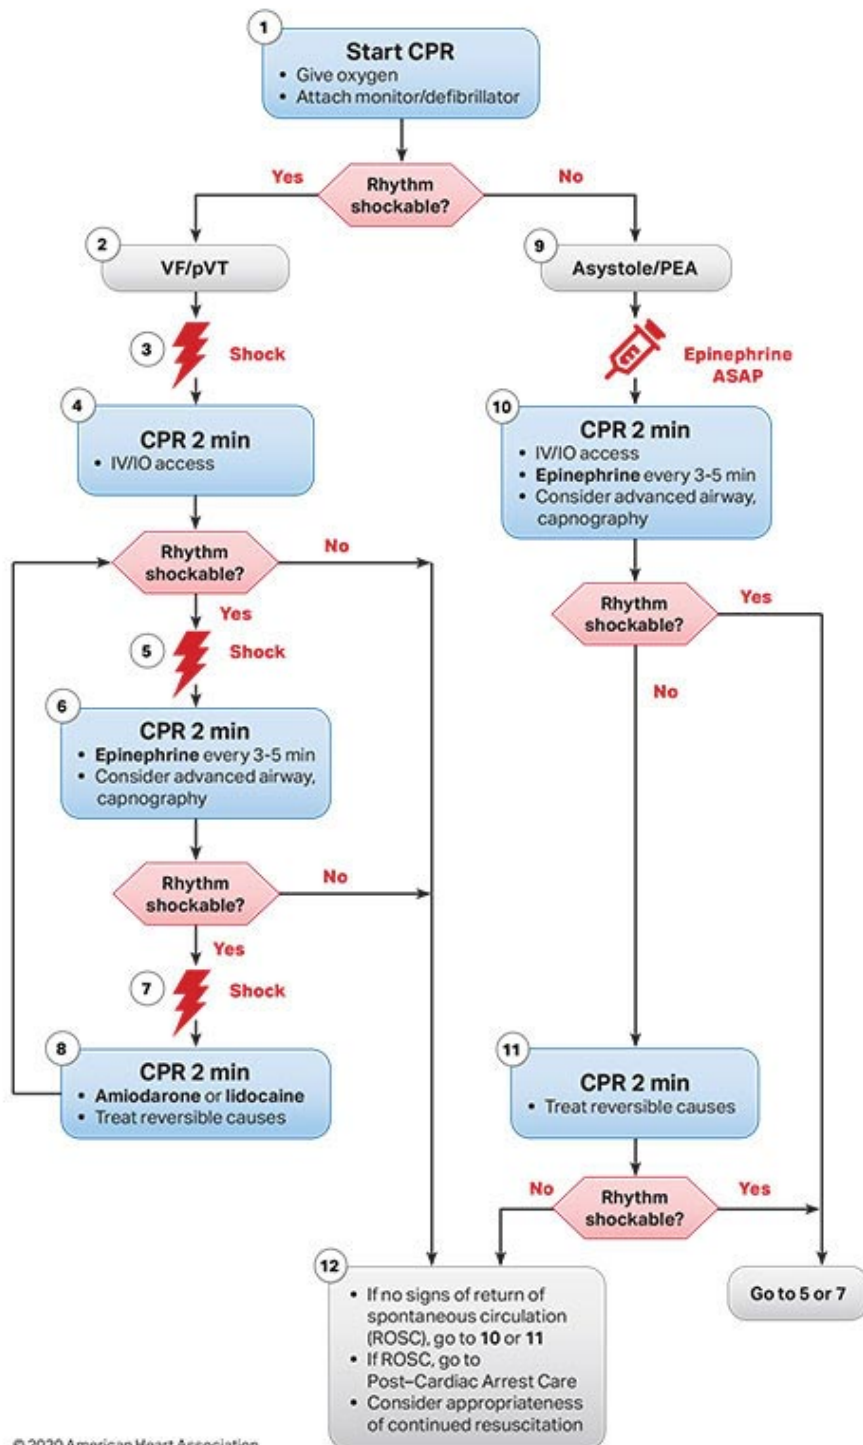 1
Start CPR
• Give oxygen
• Attach monitor/defibrillator
Rhythm
shockable?
Yes
No
2
VF/pVT
3
Shock
4
CPR 2 min
• IV/IO access
Rhythm
shockable?
No
Yes
5
Shock
6
CPR 2 min
• Epinephrine every 3-5 min
• Consider advanced airway,
capnography
Rhythm
shockable?
No
Yes
7
Shock
8
CPR 2 min
• Amiodarone or lidocaine
• Treat reversible causes
9
Asystole/PEA
Epinephrine
ASAP
10
CPR 2 min
• IV/IO access
• Epinephrine every 3-5 min
• Consider advanced airway,
capnography
Rhythm
shockable?
Yes
No
11
CPR 2 min
• Treat reversible causes
Rhythm
shockable?
No
Yes
12
• If no signs of return of
spontaneous circulation
(ROSC), go to 10 or 11
• If ROSC, go to
Post–Cardiac Arrest Care
• Consider appropriateness
of continued resuscitation
Go to 5 or 7
© 2020 American Heart Association